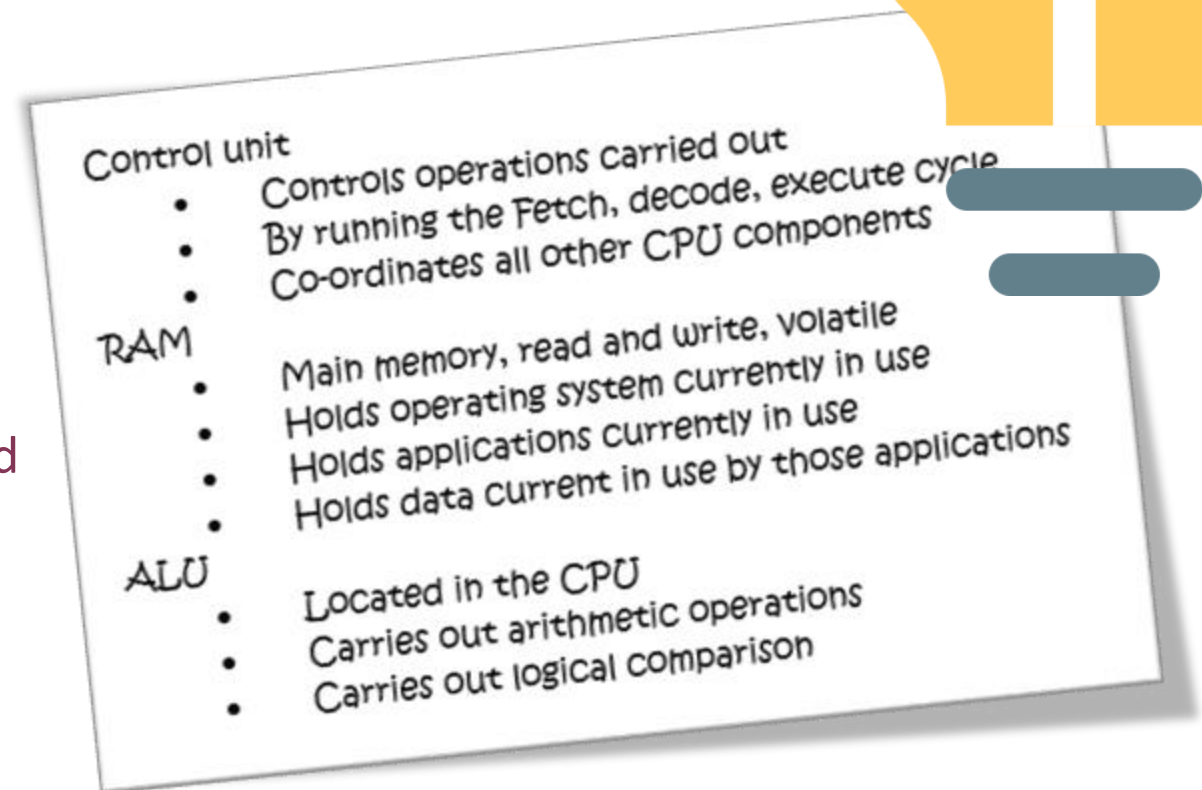 Control unit
• Controls operations carried out
• By running the Fetch, decode, execute cycle
• Co-ordinates all other CPU components
RAM
• Main memory, read and write, volatile
• Holds operating system currently in use
• Holds applications currently in use
• Holds data current in use by those applications
d
ALU
• Located in the CPU
• Carries out arithmetic operations
• Carries out logical comparison